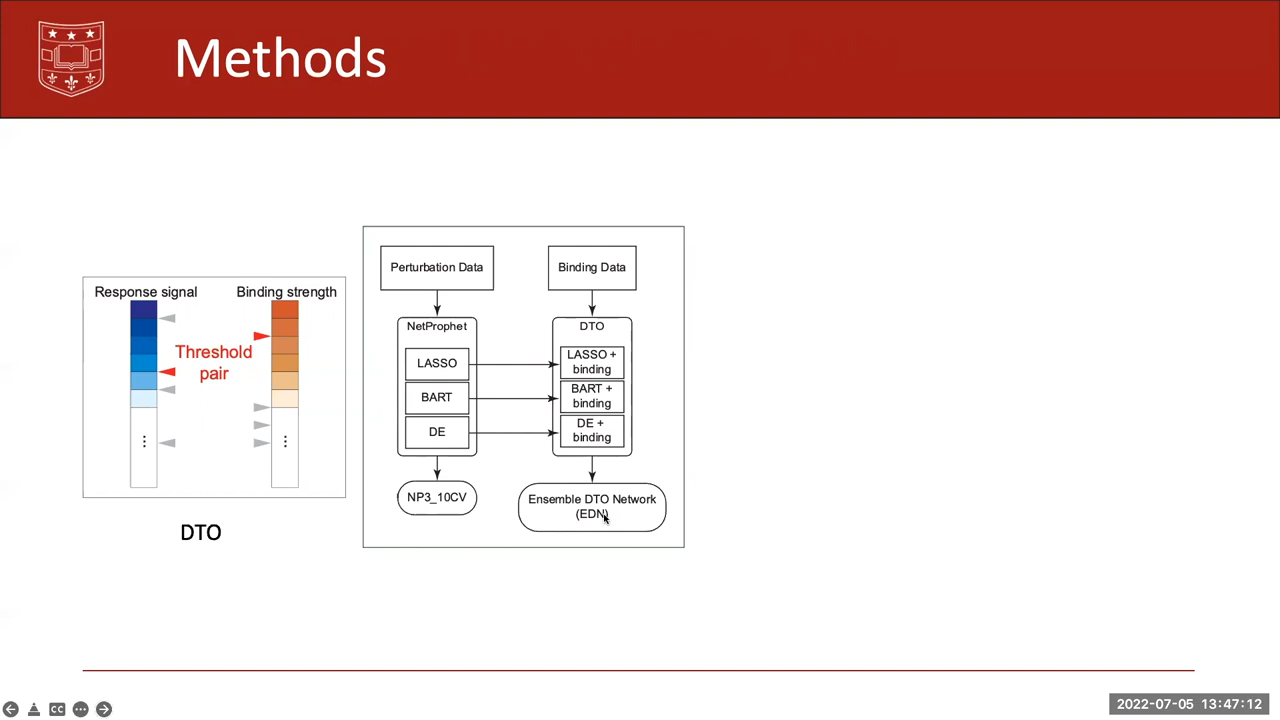 Methods
Response signal
Binding strength
Threshold
pair
⋮
⋮
DTO
Perturbation Data
Binding Data
NetProphet
DTO
LASSO
LASSO +
binding
BART
BART +
binding
DE
DE +
binding
NP3_10CV
Ensemble DTO Network
(EDN)
CC
2022-07-05 13:47:12